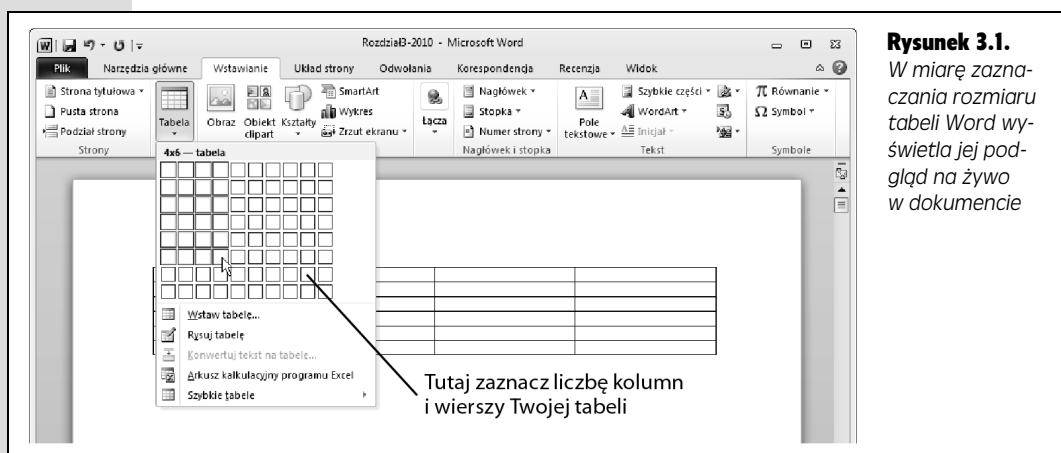 Rozdział3-2010 - Microsoft Word
Plik Narzędzia główne Wstawianie Układ strony Odwołania Korespondencja Recenzja Widok
Strona tytułowa
Pusta strona
Podział strony
Strony
Tabela
Obraz Obiekt clipart Kształty
SmartArt
Wykres
Zrzut ekranu
Łącza
Nagłówek
Stopka
Numer strony
Nagłówek i stopka
Pole tekstowe
Szybkie części
WordArt
Inicjał
Tekst
Równanie
Symbol
Symbole
4x6 — tabela
Wstaw tabelę...
Rysuj tabelę
Konwertuj tekst na tabelę...
Arkusz kalkulacyjny programu Excel
Szybkie tabele
Tutaj zaznacz liczbę kolumn
i wierszy Twojej tabeli
Rysunek 3.1.
W miarę zazna-
czania rozmiaru
tabeli Word wy-
świetla jej pod-
gląd na żywo
w dokumencie